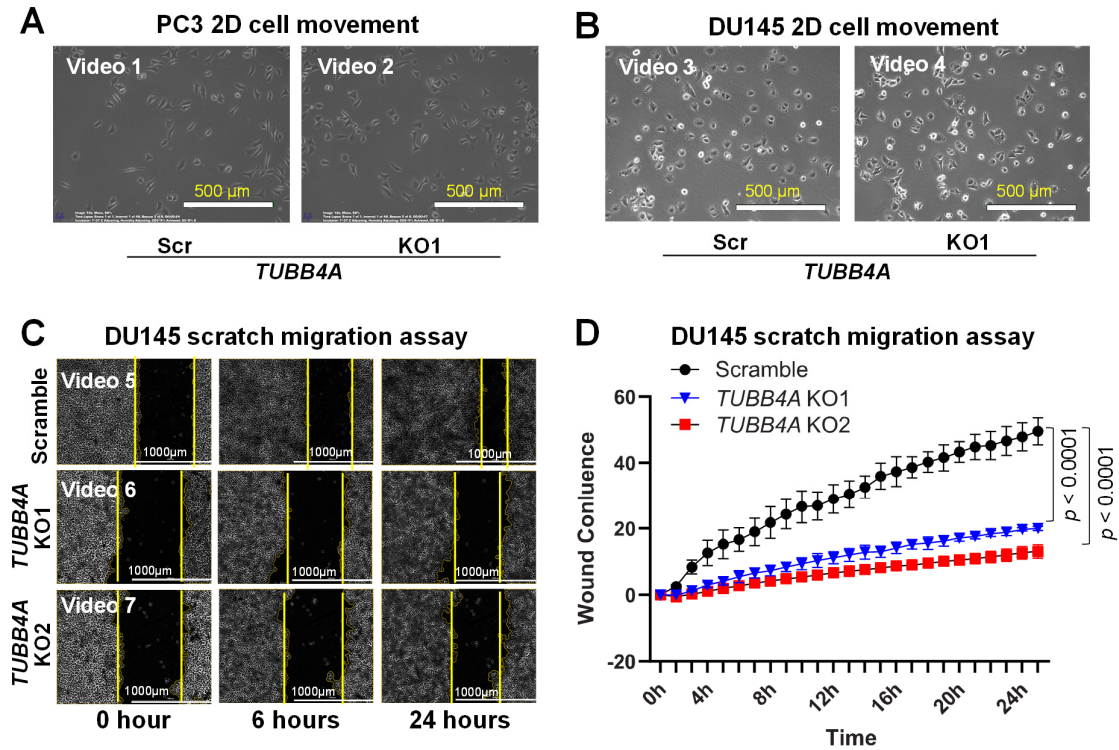 A
PC3 2D cell movement
Video 1
500 µm
Video 2
500 µm
Scr
KO1
TUBB4A
B
DU145 2D cell movement
Video 3
500 µm
Video 4
500 µm
Scr
KO1
TUBB4A
C
DU145 scratch migration assay
Scramble
Video 5
1000µm
1000µm
1000µm
TUBB4A
KO1
Video 6
1000µm
1000µm
1000µm
TUBB4A
KO2
Video 7
1000µm
1000µm
1000µm
0 hour
6 hours
24 hours
D
DU145 scratch migration assay
Scramble
TUBB4A KO1
TUBB4A KO2
Wound Confluence
60
40
20
0
-20
0h
4h
8h
12h
16h
20h
24h
Time
p < 0.0001
p < 0.0001